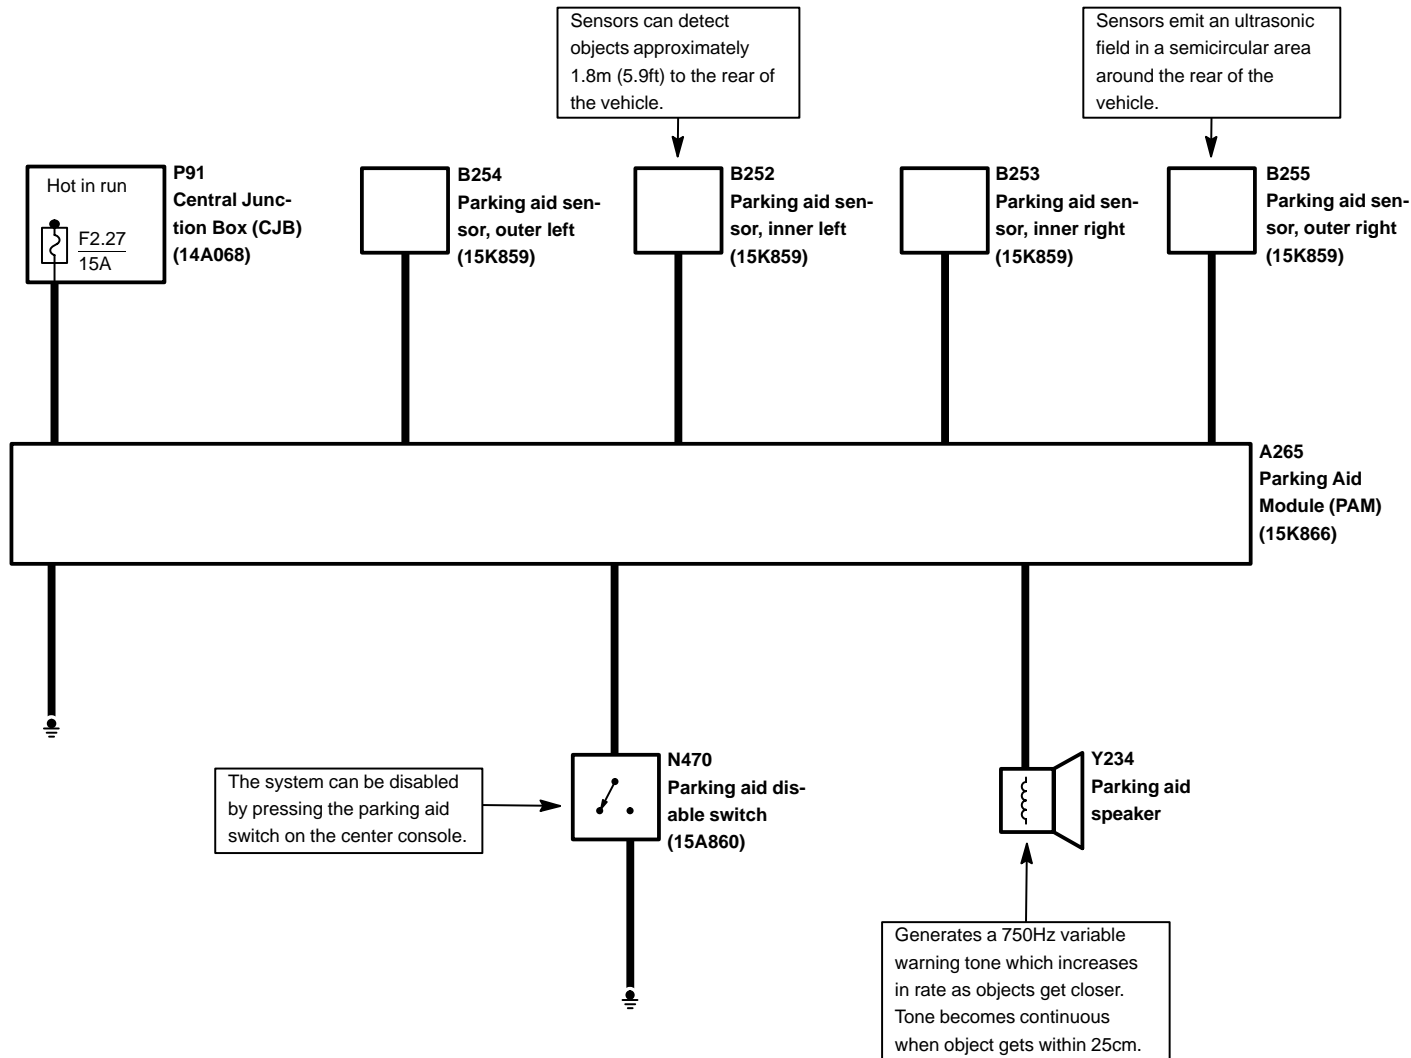 Sensors can detect
objects approximately
1.8m (5.9ft) to the rear of
the vehicle.
Sensors emit an ultrasonic
field in a semicircular area
around the rear of the
vehicle.
Hot in run
F2.27
15A
P91
Central Junc-
tion Box (CJB)
(14A068)
B254
Parking aid sen-
sor, outer left
(15K859)
B252
Parking aid sen-
sor, inner left
(15K859)
B253
Parking aid sen-
sor, inner right
(15K859)
B255
Parking aid sen-
sor, outer right
(15K859)
A265
Parking Aid
Module (PAM)
(15K866)
The system can be disabled
by pressing the parking aid
switch on the center console.
N470
Parking aid dis-
able switch
(15A860)
Y234
Parking aid
speaker
Generates a 750Hz variable
warning tone which increases
in rate as objects get closer.
Tone becomes continuous
when object gets within 25cm.